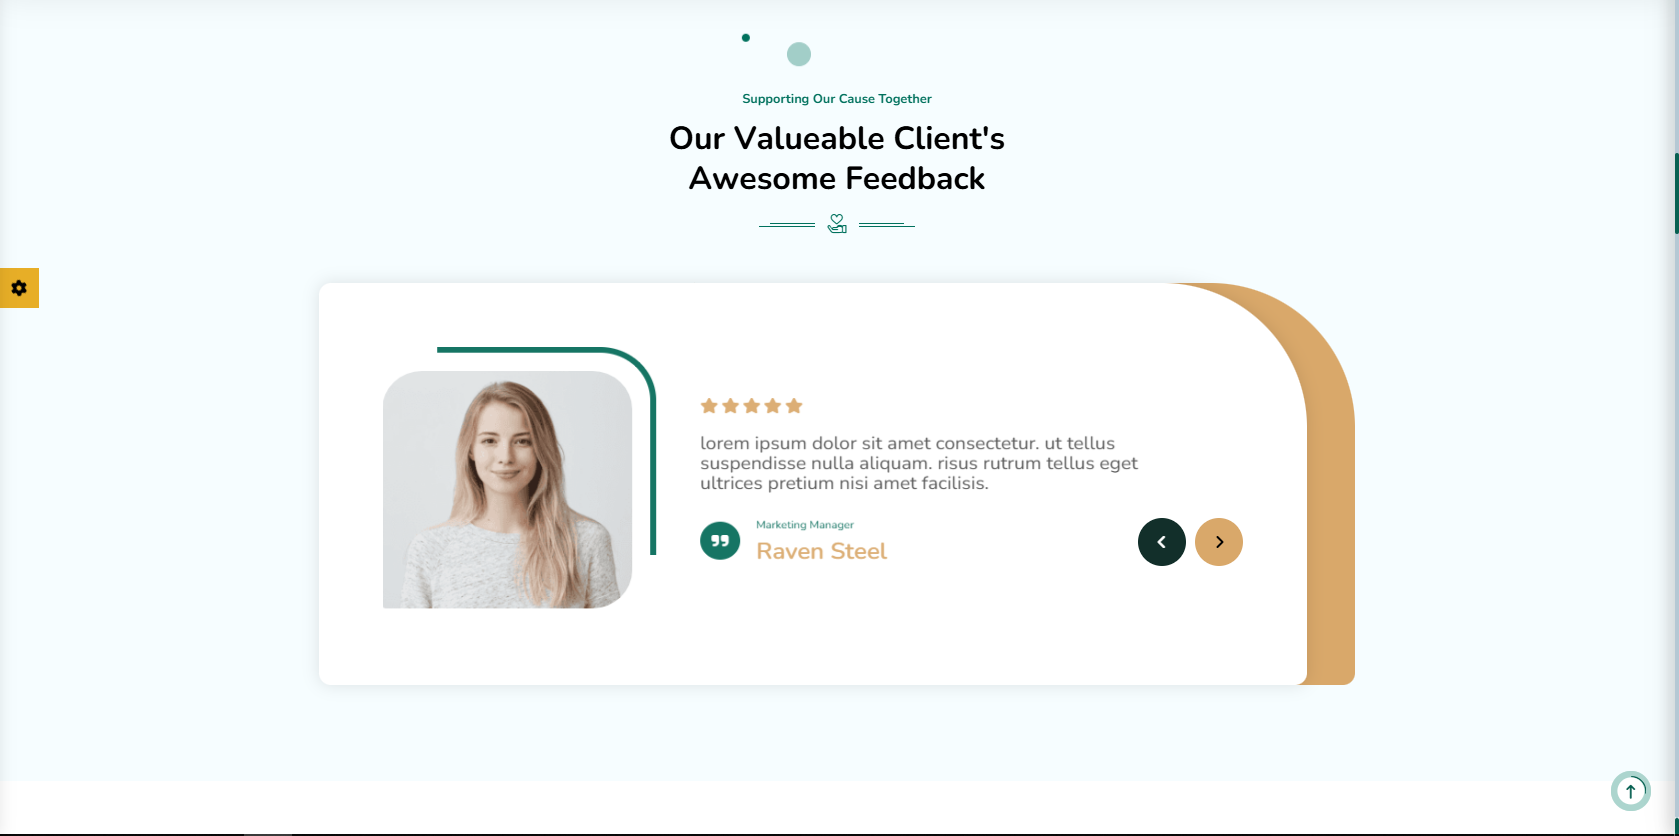 Supporting Our Cause Together
Our Valueable Client's
Awesome Feedback
lorem ipsum dolor sit amet consectetur. ut tellus
suspendisse nulla aliquam. risus rutrum tellus eget
ultrices pretium nisi amet facilisis.
Marketing Manager
Raven Steel